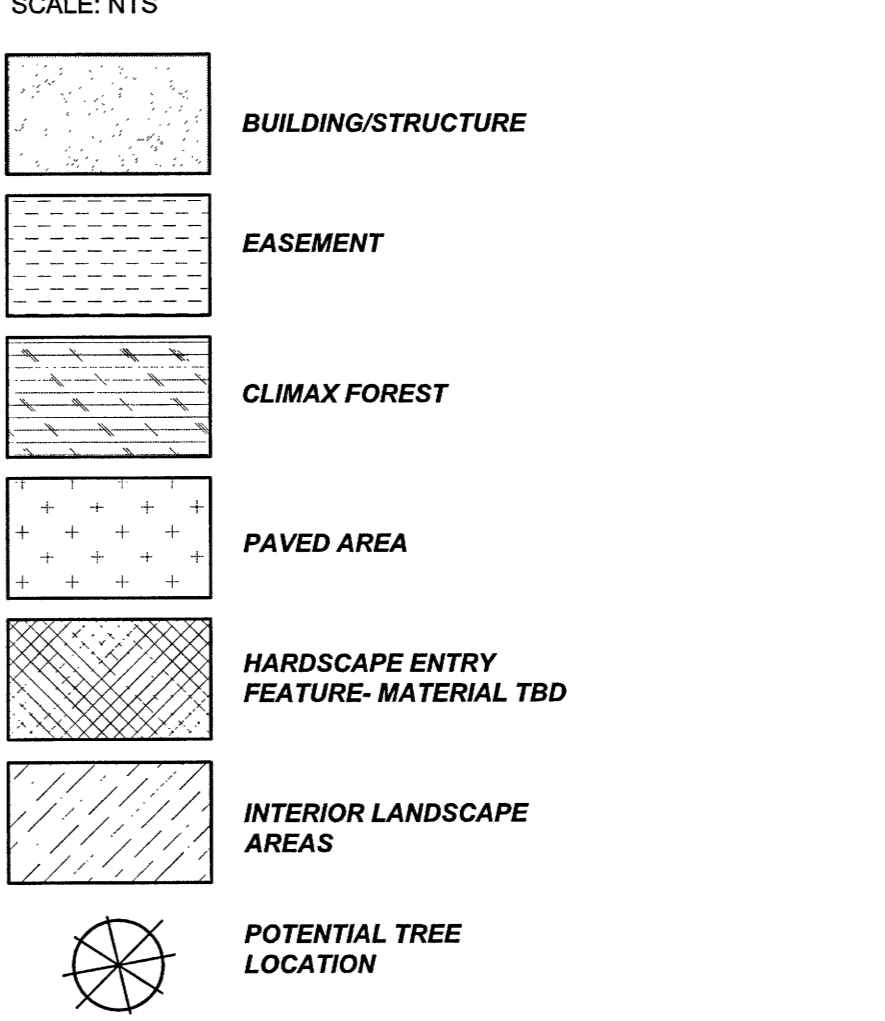 SCALE: NTS
BUILDING/STRUCTURE
EASEMENT
CLIMAX FOREST
PAVED AREA
HARDSCAPE ENTRY
FEATURE- MATERIAL TBD
INTERIOR LANDSCAPE
AREAS
POTENTIAL TREE
LOCATION